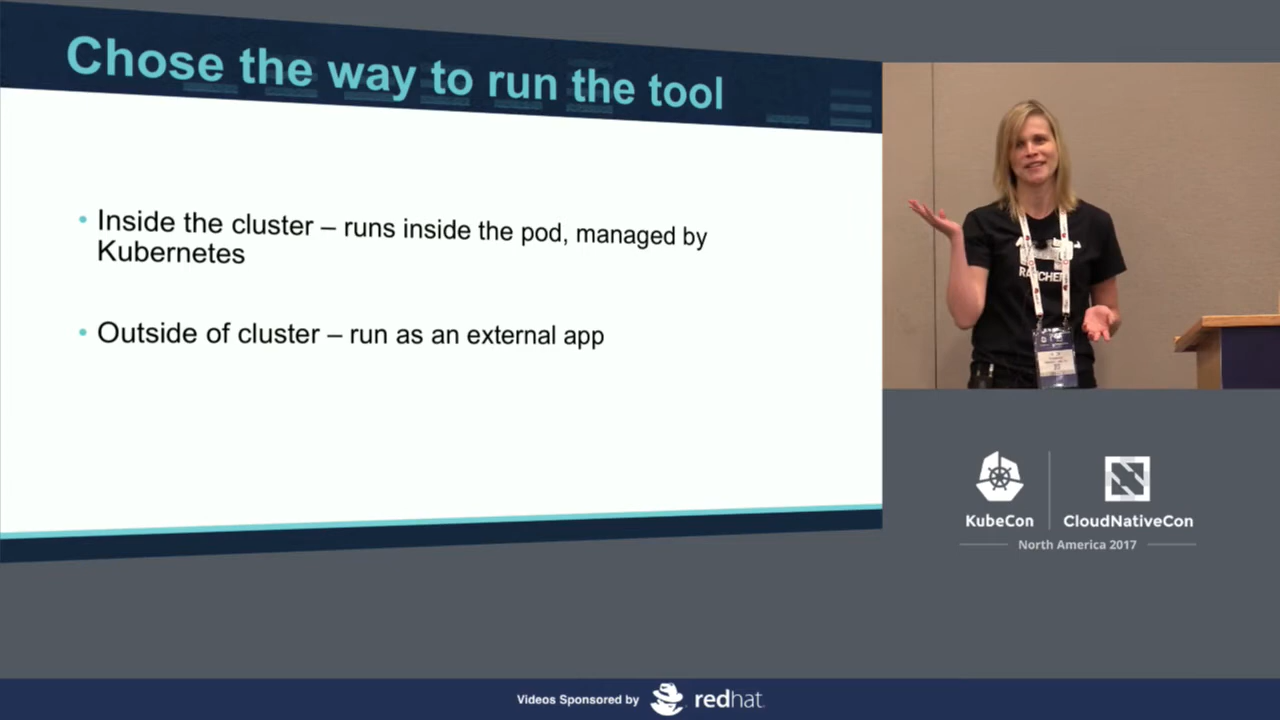 Chose the way to run the tool
• Inside the cluster – runs inside the pod, managed by
Kubernetes
• Outside of cluster – run as an external app
KubeCon
CloudNativeCon
North America 2017
Videos Sponsored by
redhat